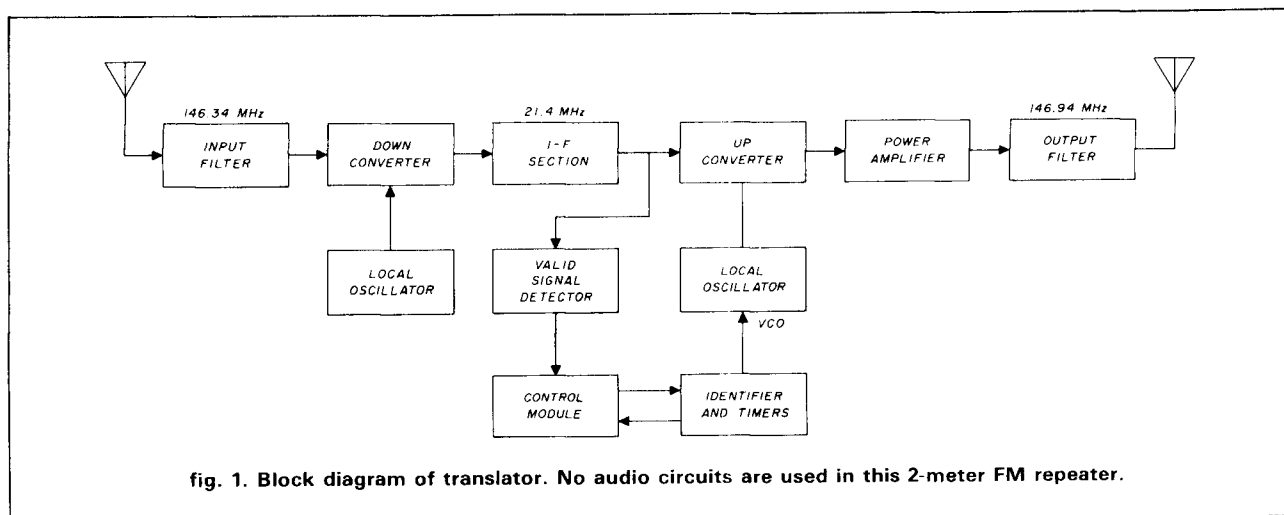 146.34 MHz
INPUT
FILTER
DOWN
CONVERTER
21.4 MHz
I-F
SECTION
UP
CONVERTER
POWER
AMPLIFIER
146.94 MHz
OUTPUT
FILTER
LOCAL
OSCILLATOR
VALID
SIGNAL
DETECTOR
LOCAL
OSCILLATOR
VCO
CONTROL
MODULE
IDENTIFIER
AND TIMERS
fig. 1. Block diagram of translator. No audio circuits are used in this 2-meter FM repeater.